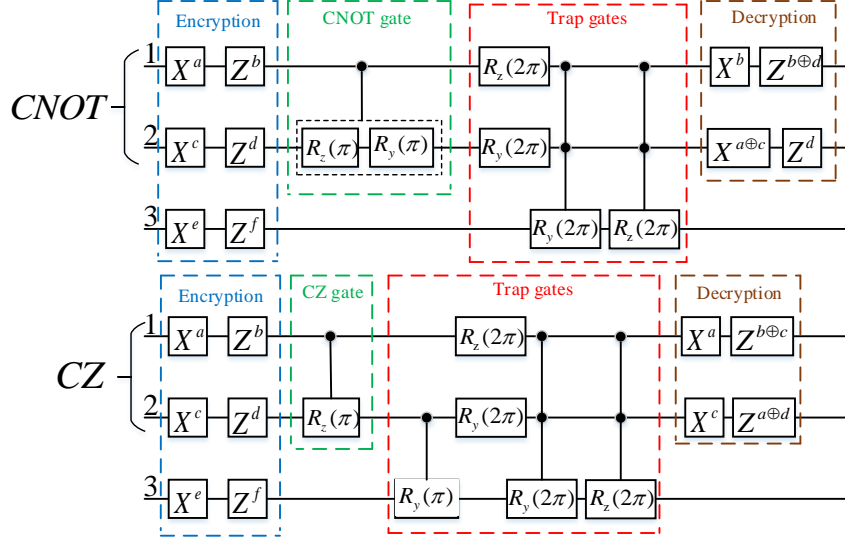 Encryption CNOT gate Trap gates Decryption
1 X^a Z^b R_z(2π) X^b Z^{b⊕d}
CNOT
2 X^c Z^d R_z(π) R_y(π) R_y(2π) X^{a⊕c} Z^d
3 X^e Z^f R_y(2π) R_z(2π)
Encryption CZ gate Trap gates Decryption
1 X^a Z^b R_z(2π) X^a Z^{b⊕c}
CZ
2 X^c Z^d R_z(π) R_y(2π) X^c Z^{a⊕d}
3 X^e Z^f R_y(π) R_y(2π) R_z(2π)